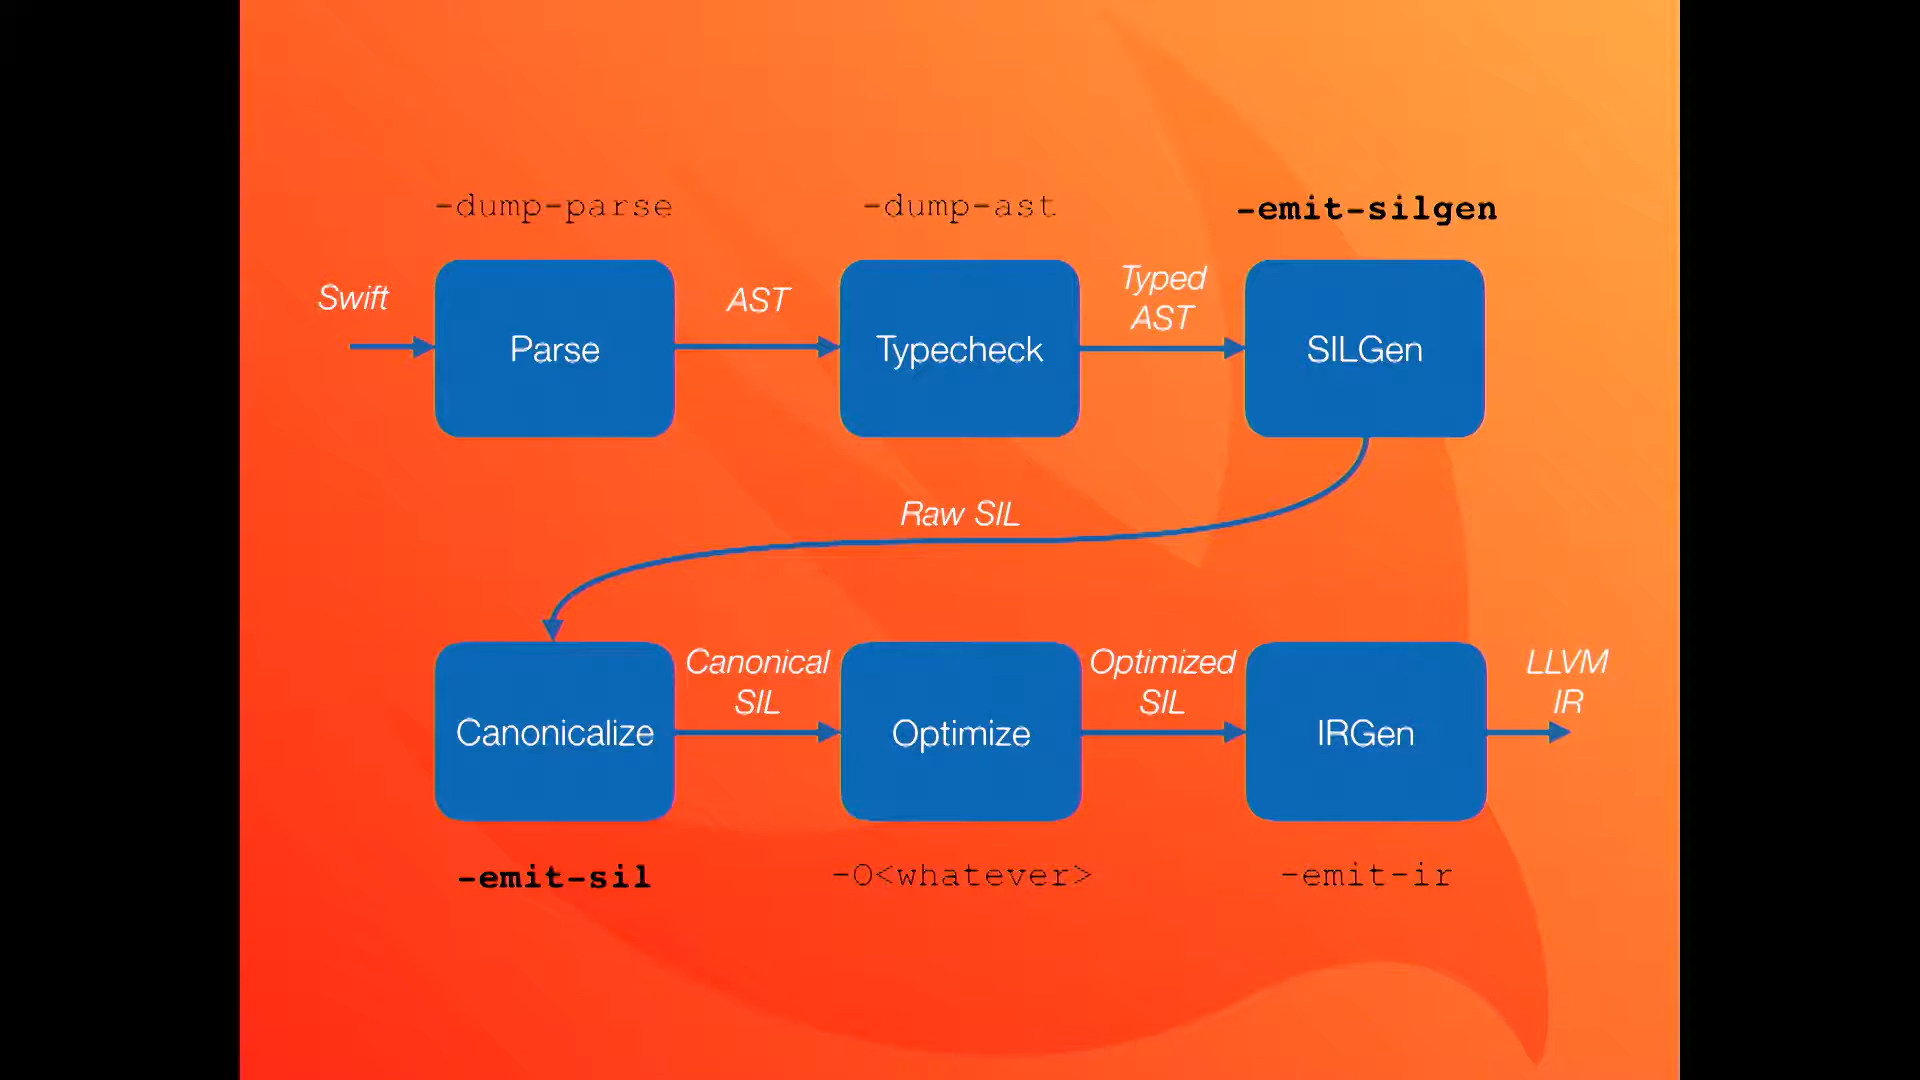 -dump-parse
-dump-ast
-emit-silgen
Swift
Parse
AST
Typecheck
Typed
AST
SILGen
Raw SIL
Canonicalize
Canonical
SIL
Optimize
Optimized
SIL
IRGen
LLVM
IR
-emit-sil
-O<whatever>
-emit-ir